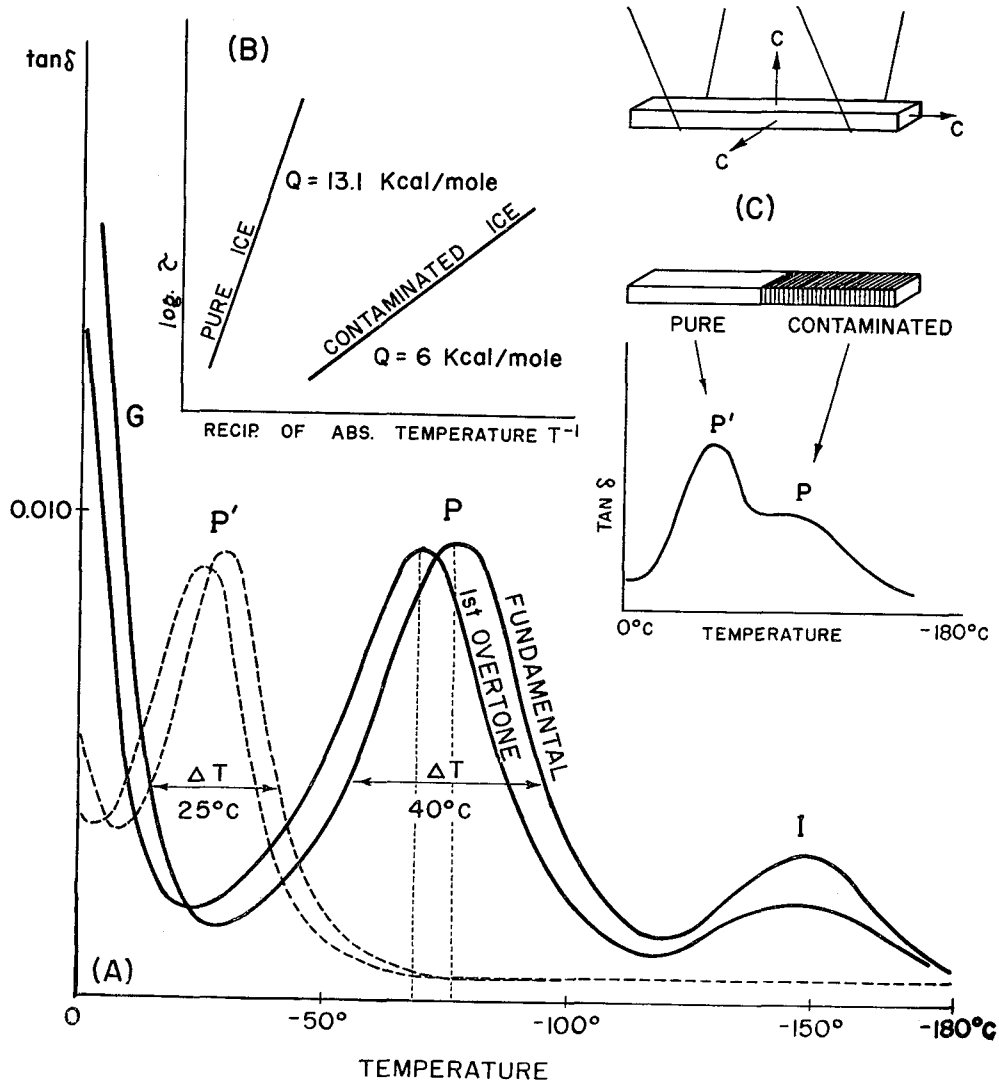 tanδ
(B)
Q = 13.1 Kcal/mole
PURE ICE
CONTAMINATED ICE
Q = 6 Kcal/mole
log. τ
RECIP. OF ABS. TEMPERATURE T⁻¹
C
C
C
(C)
PURE
CONTAMINATED
P'
P
TAN δ
0°C
TEMPERATURE
-180°C
G
0.010
P'
P
1st OVERTONE
FUNDAMENTAL
ΔT
25°C
ΔT
40°C
I
(A)
0
-50°
-100°
-150°
-180°C
TEMPERATURE